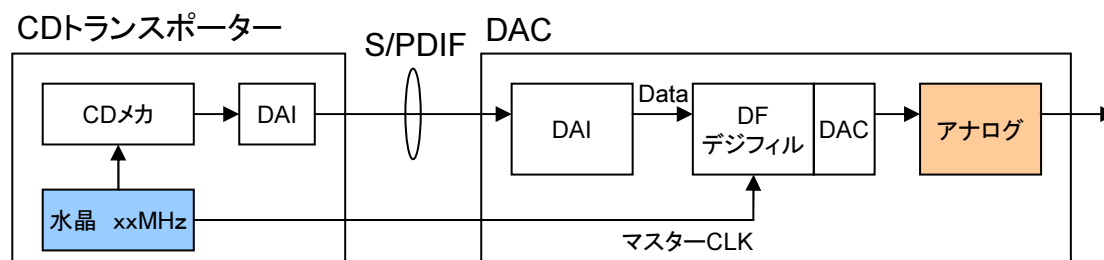 CDトランスポーター
S/PDIF
DAC
CDメカ
DAI
DAI
Data
DF
デジフィル
DAC
アナログ
水晶 xxMHz
マスターCLK